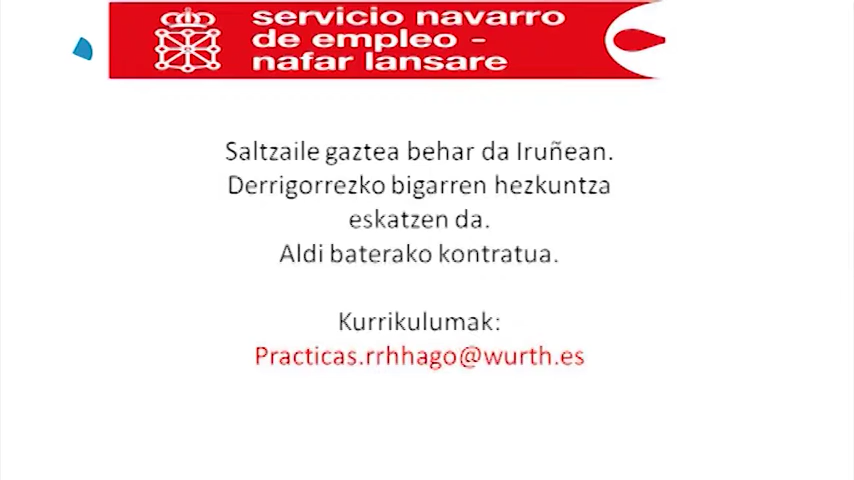 servicio navarro
de empleo -
nafar lansare
Saltzaile gaztea behar da Iruñean.
Derrigorrezko bigarren hezkuntza
eskatzen da.
Aldi baterako kontratua.
Kurrikulumak:
Practicas.rrhhago@wurth.es